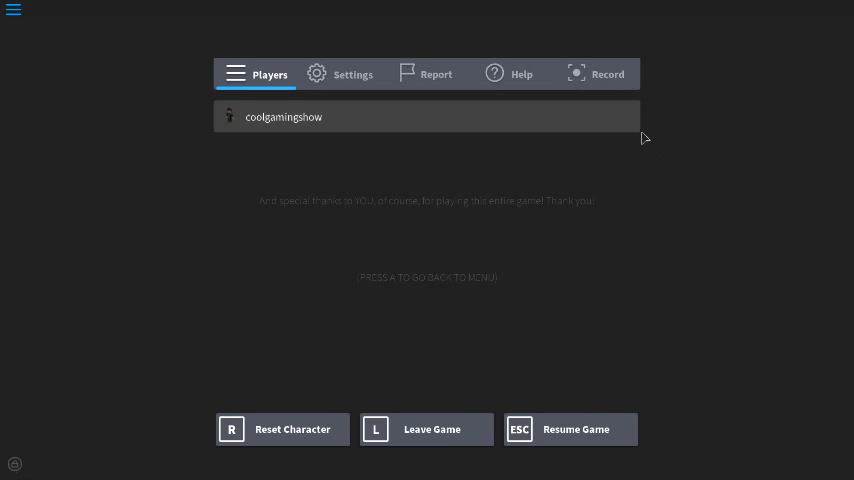 Players Settings Report Help Record
coolgamingshow
And special thanks to YOU, of course, for playing this entire game! Thank you!
(PRESS A TO GO BACK TO MENU)
R Reset Character L Leave Game ESC Resume Game